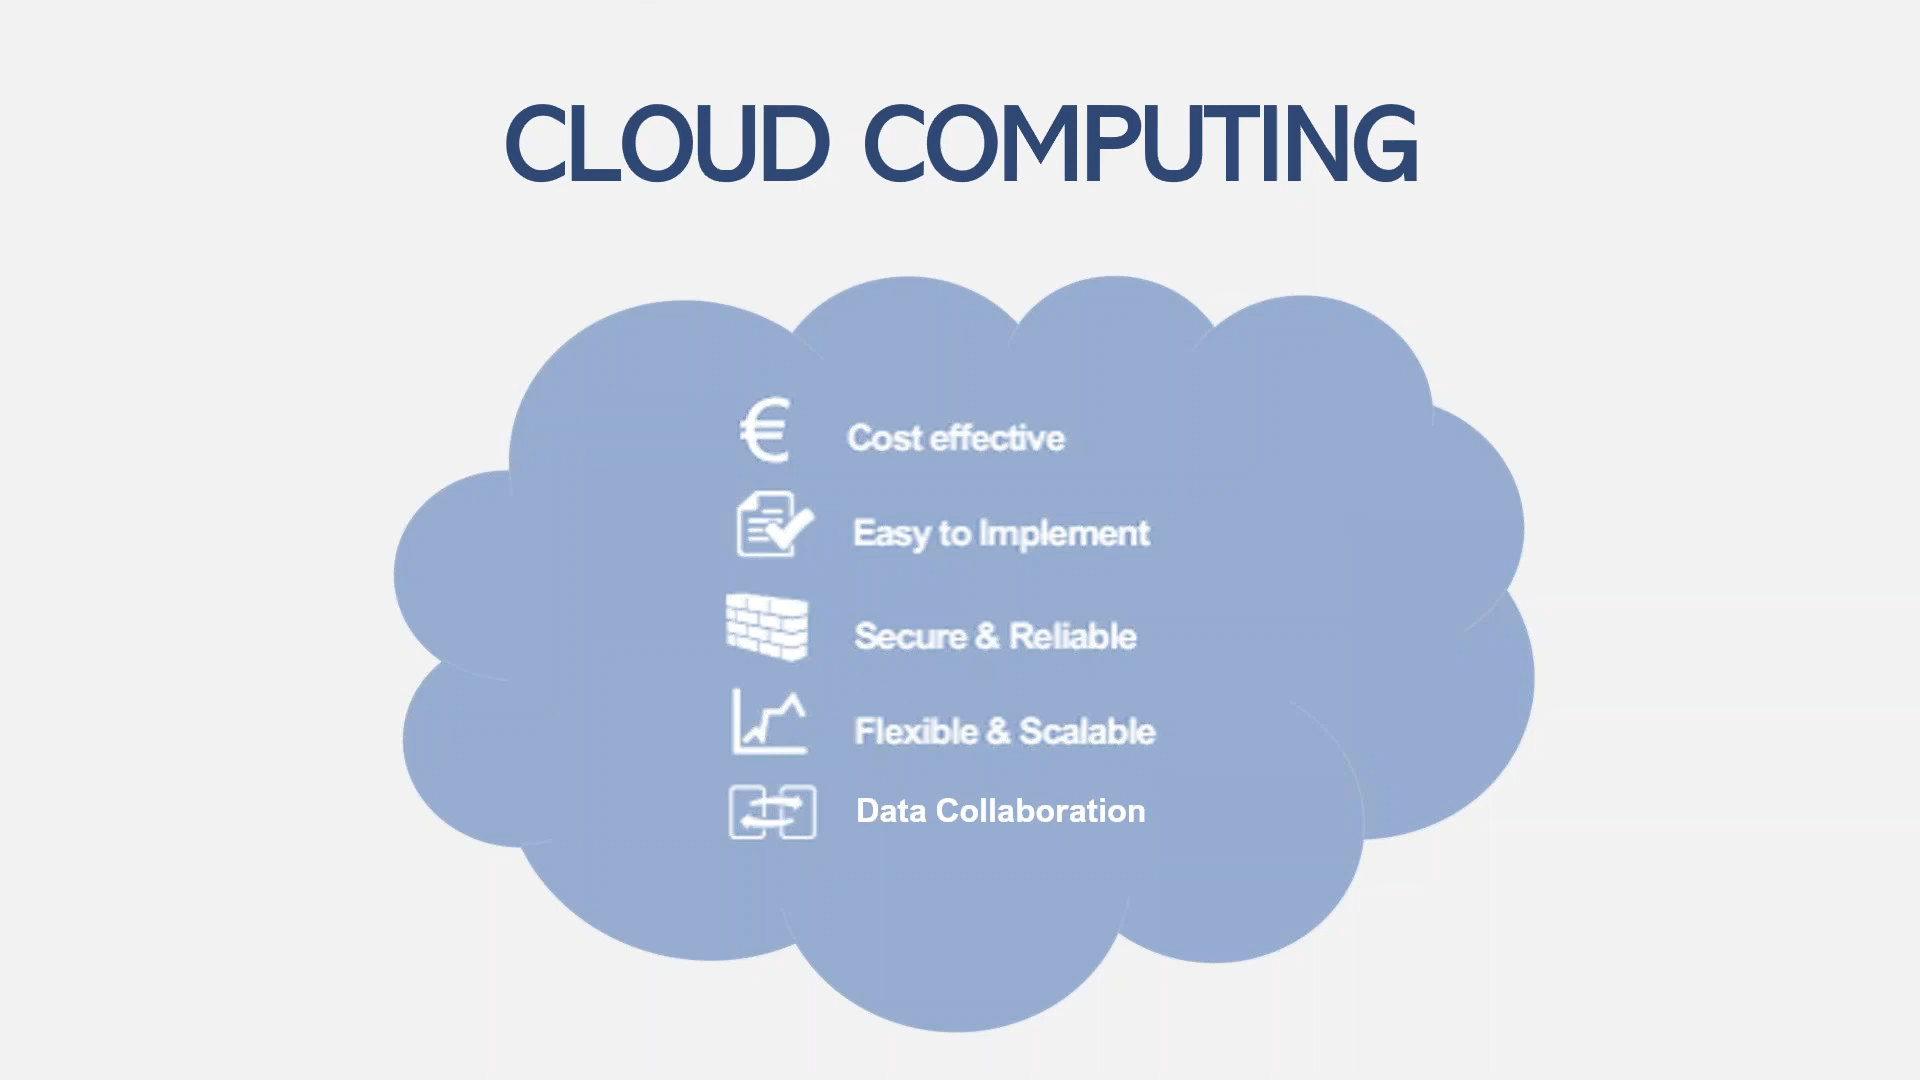 CLOUD COMPUTING
€ Cost effective
Easy to Implement
Secure & Reliable
Flexible & Scalable
Data Collaboration